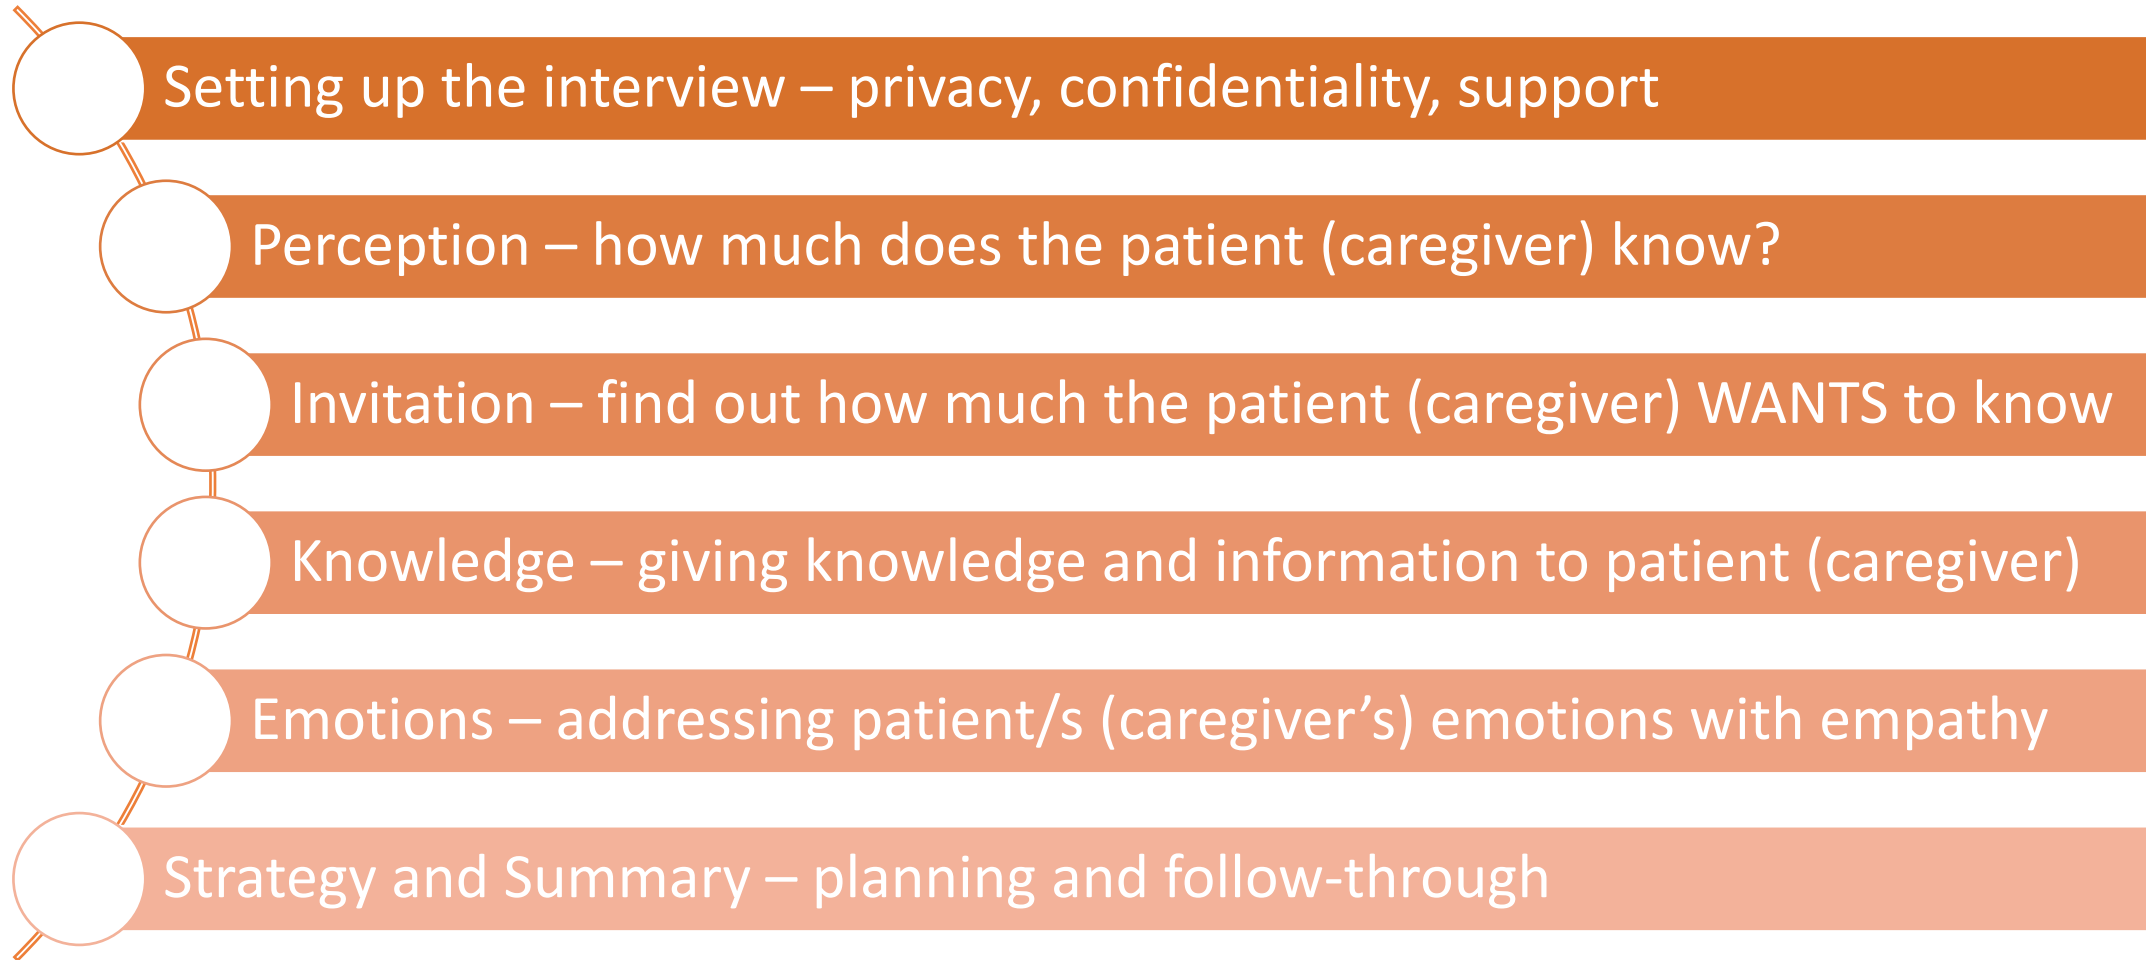 Setting up the interview – privacy, confidentiality, support
Perception – how much does the patient (caregiver) know?
Invitation – find out how much the patient (caregiver) WANTS to know
Knowledge – giving knowledge and information to patient (caregiver)
Emotions – addressing patient/s (caregiver’s) emotions with empathy
Strategy and Summary – planning and follow-through